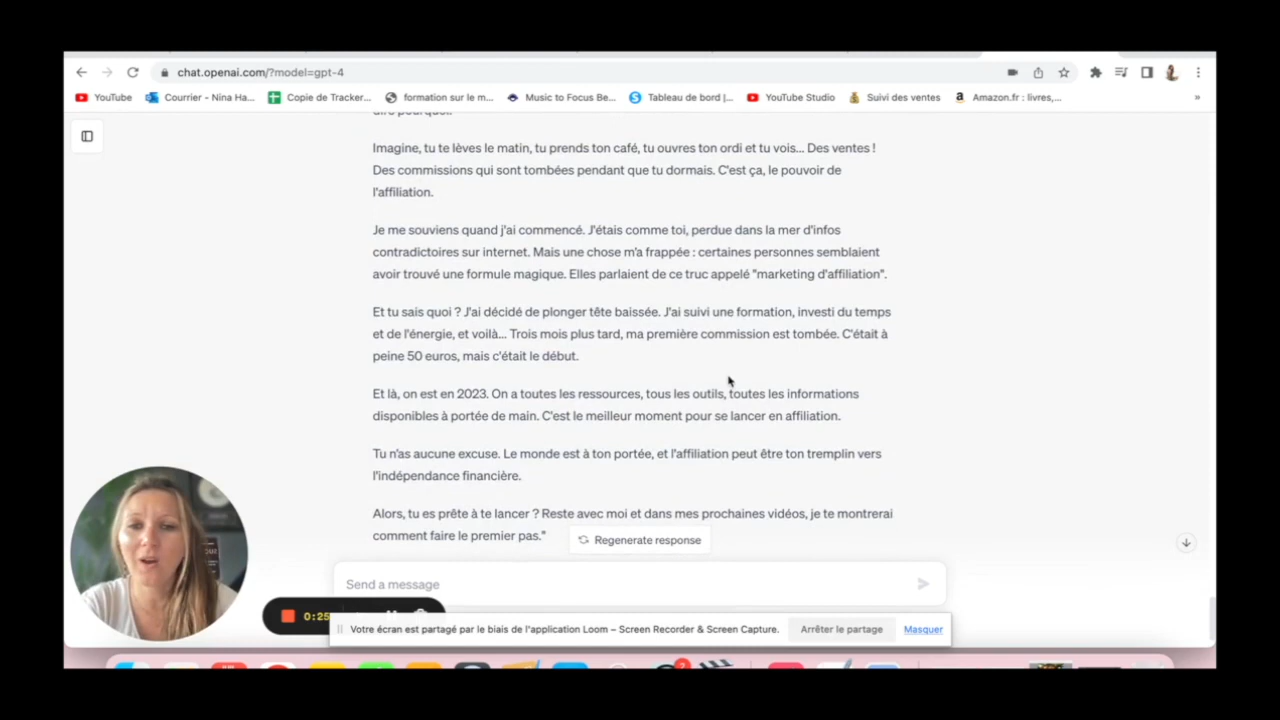 chat.openai.com/?model=gpt-4
YouTube
Courrier - Nina Ha...
Copie de Tracker...
formation sur le m...
Music to Focus Be...
Tableau de bord |...
YouTube Studio
Suivi des ventes
Amazon.fr : livres,...
»
Imagine, tu te lèves le matin, tu prends ton café, tu ouvres ton ordi et tu vois... Des ventes !
Des commissions qui sont tombées pendant que tu dormais. C'est ça, le pouvoir de
l'affiliation.
Je me souviens quand j'ai commencé. J'étais comme toi, perdue dans la mer d'infos
contradictoires sur internet. Mais une chose m'a frappée : certaines personnes semblaient
avoir trouvé une formule magique. Elles parlaient de ce truc appelé "marketing d'affiliation".
Et tu sais quoi ? J'ai décidé de plonger tête baissée. J'ai suivi une formation, investi du temps
et de l'énergie, et voilà... Trois mois plus tard, ma première commission est tombée. C'était à
peine 50 euros, mais c'était le début.
Et là, on est en 2023. On a toutes les ressources, tous les outils, toutes les informations
disponibles à portée de main. C'est le meilleur moment pour se lancer en affiliation.
Tu n'as aucune excuse. Le monde est à ton portée, et l'affiliation peut être ton tremplin vers
l'indépendance financière.
Alors, tu es prête à te lancer ? Reste avec moi et dans mes prochaines vidéos, je te montrerai
comment faire le premier pas."
Regenerate response
Send a message
0:25
Votre écran est partagé par le biais de l'application Loom – Screen Recorder & Screen Capture.
Arrêter le partage
Masquer